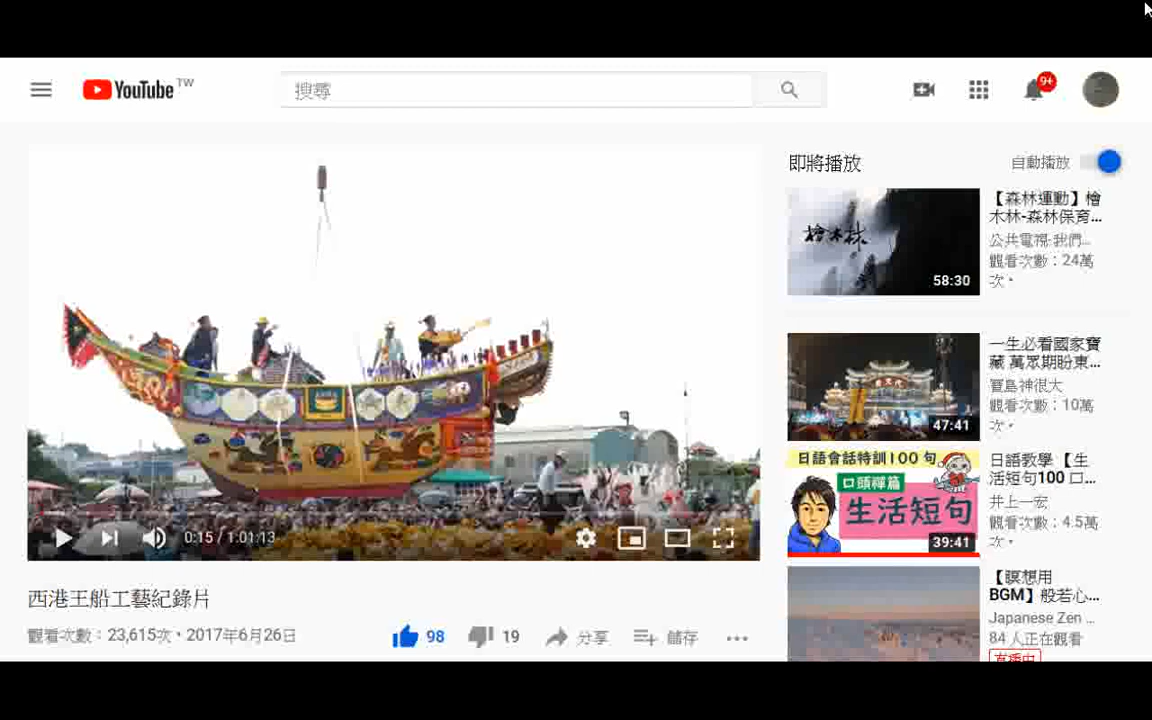 YouTube TW
搜尋
9+
0:15 / 1:01:13
西港王船工藝紀錄片
觀看次數：23,615次・2017年6月26日
98
19
分享
儲存
即將播放
自動播放
檜木林
58:30
【森林運動】檜
木林-森林保育...
公共電視-我們...
觀看次數：24萬
次・
47:41
一生必看國家寶
藏 萬眾期盼東...
寶島神很大
觀看次數：10萬
次・
日語會話特訓100句
口頭禪篇
生活短句
39:41
日語教學【生
活短句100 口...
井上一宏
觀看次數：4.5萬
次・
【瞑想用
BGM】般若心...
Japanese Zen ...
84 人正在觀看
直播中